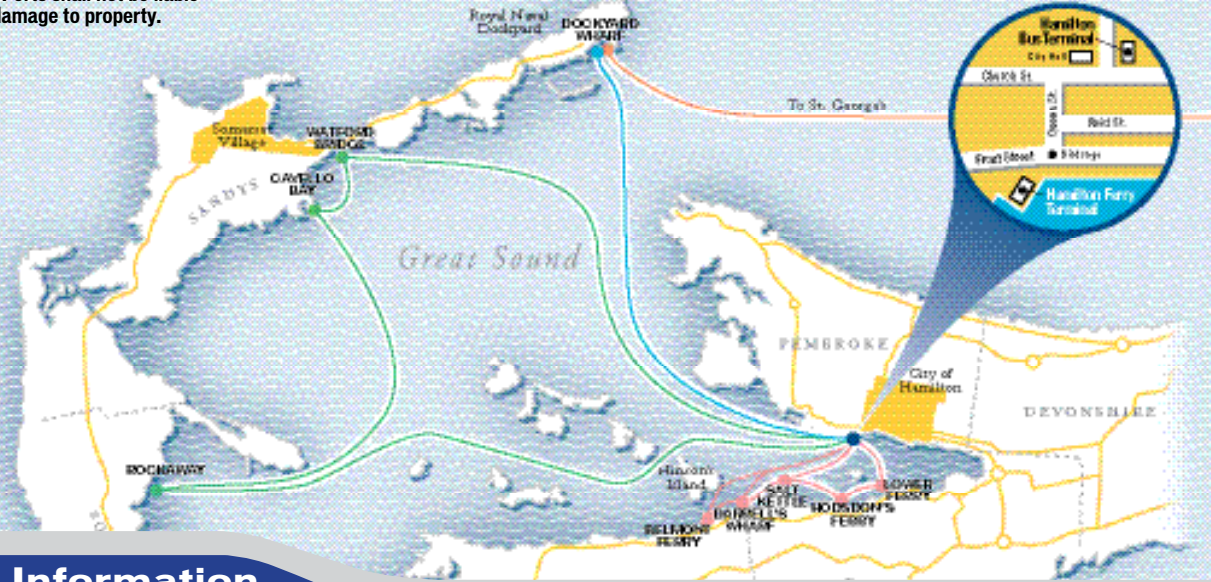 damage to property.
Royal Naval
Dockyard
DOCKYARD
WHARF
Hamilton
Bus Terminal
City Hall
Church St.
Queen St.
Reid St.
Front Street
Hamilton Ferry
Terminal
To St. George's
Somerset
Village
WATFORD
BRIDGE
CAVELLO
BAY
SANDYS
Great Sound
PEMBROKE
City of
Hamilton
DEVONSHIRE
ROCKAWAY
Hinson's
Island
SALT
KETTLE
LOWER
FERRY
HODSDON'S
FERRY
DARRELL'S
WHARF
BELMONT
FERRY
Information